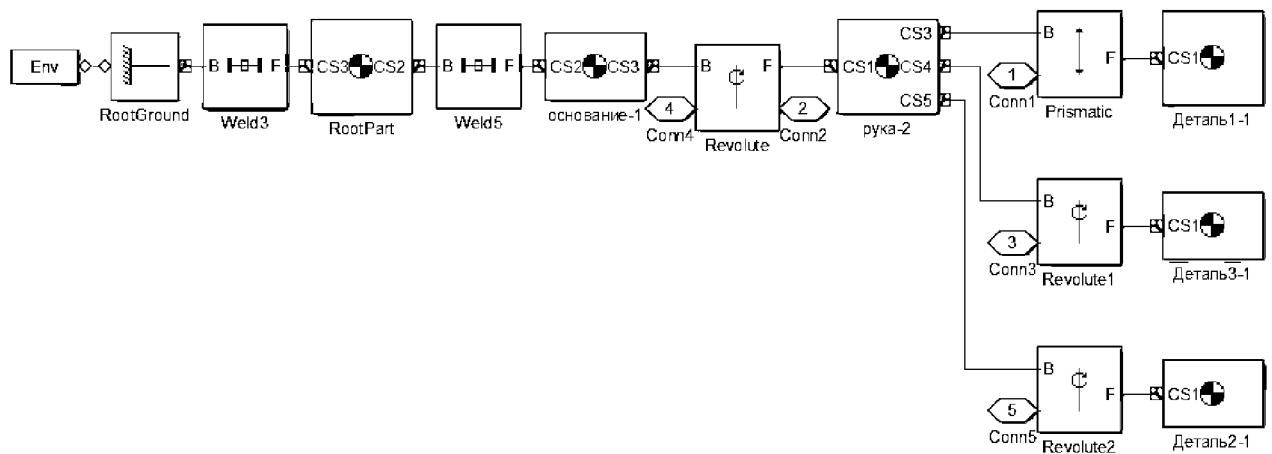 Env
RootGround
B F
Weld3
CS3 CS2
RootPart
B F
Weld5
CS2 CS3
основание-1
B F
4
Conn4
Revolute
2
Conn2
CS1 CS3
CS4
CS5
рука-2
B F
1
Conn1
Prismatic
CS1
Деталь1-1
B F
3
Conn3
Revolute1
CS1
Деталь3-1
B F
5
Conn5
Revolute2
CS1
Деталь2-1